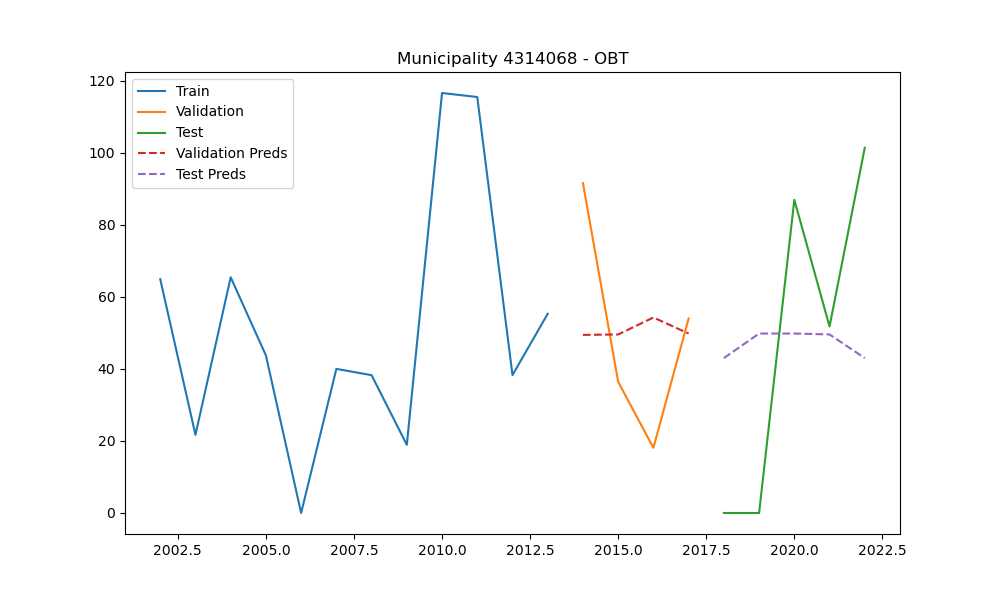 Municipality 4314068 - OBT
Train
Validation
Test
Validation Preds
Test Preds
120
100
80
60
40
20
0
2002.5 2005.0 2007.5 2010.0 2012.5 2015.0 2017.5 2020.0 2022.5